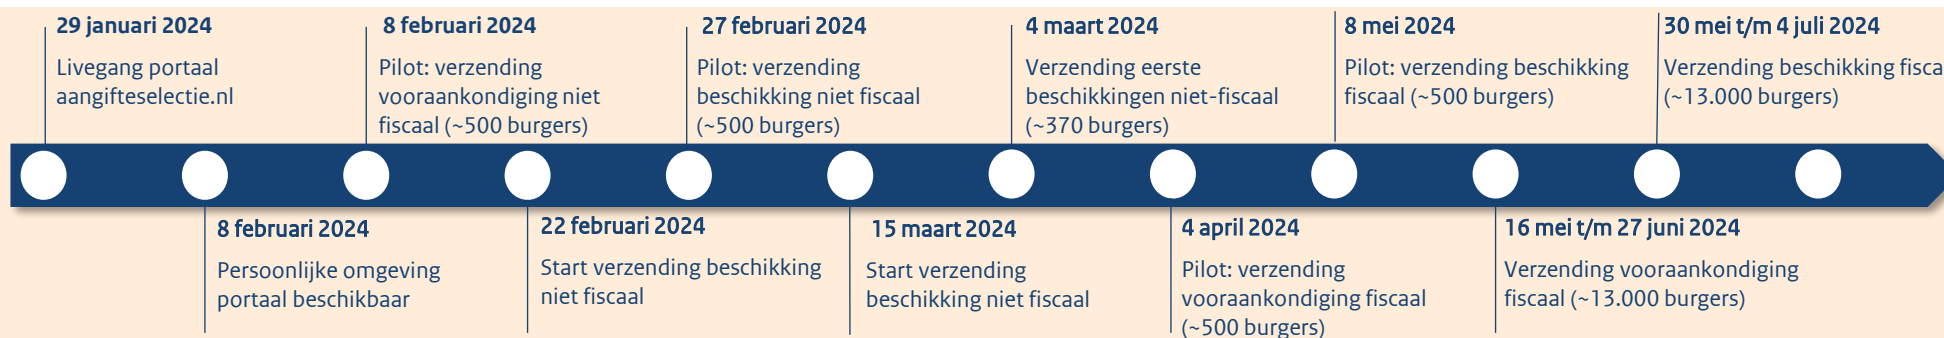 29 januari 2024
Livegang portaal
aangifteselectie.nl
8 februari 2024
Pilot: verzending
vooraankondiging niet
fiscaal (~500 burgers)
27 februari 2024
Pilot: verzending
beschikking niet fiscaal
(~500 burgers)
4 maart 2024
Verzending eerste
beschikkingen niet-fiscaal
(~370 burgers)
8 mei 2024
Pilot: verzending beschikking
fiscaal (~500 burgers)
30 mei t/m 4 juli 2024
Verzending beschikking fisca
(~13.000 burgers)
8 februari 2024
Persoonlijke omgeving
portaal beschikbaar
22 februari 2024
Start verzending beschikking
niet fiscaal
15 maart 2024
Start verzending
beschikking niet fiscaal
4 april 2024
Pilot: verzending
vooraankondiging fiscaal
(~500 burgers)
16 mei t/m 27 juni 2024
Verzending vooraankondiging
fiscaal (~13.000 burgers)